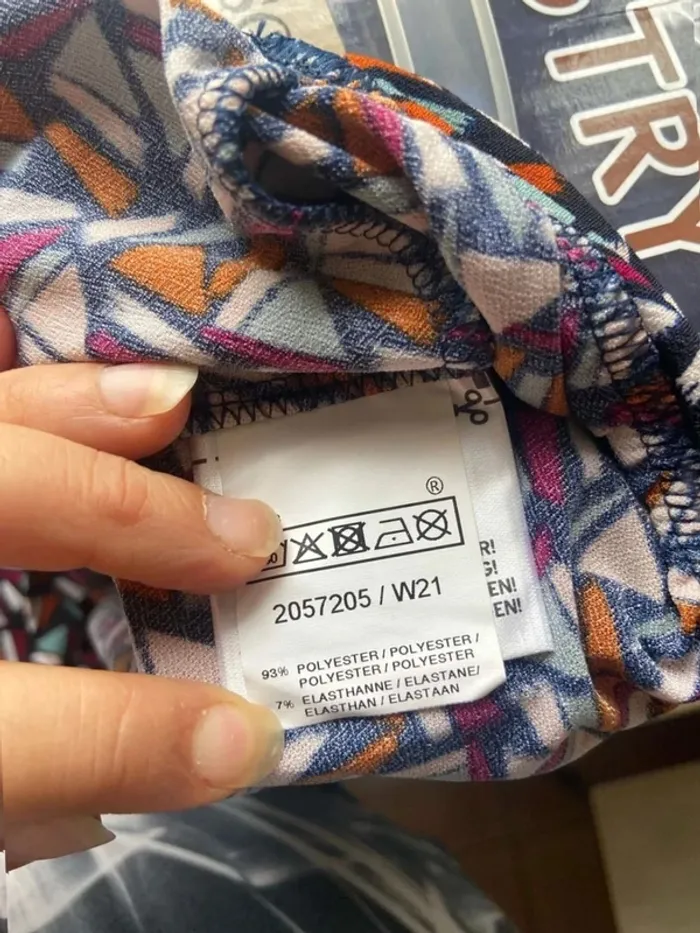 TRY
®
2057205 / W21
93% POLYESTER / POLYESTER /
POLYESTER / POLYESTER
7% ELASTHANNE / ELASTANE/
ELASTHAN / ELASTAAN
R!
G!
EN!
EN!